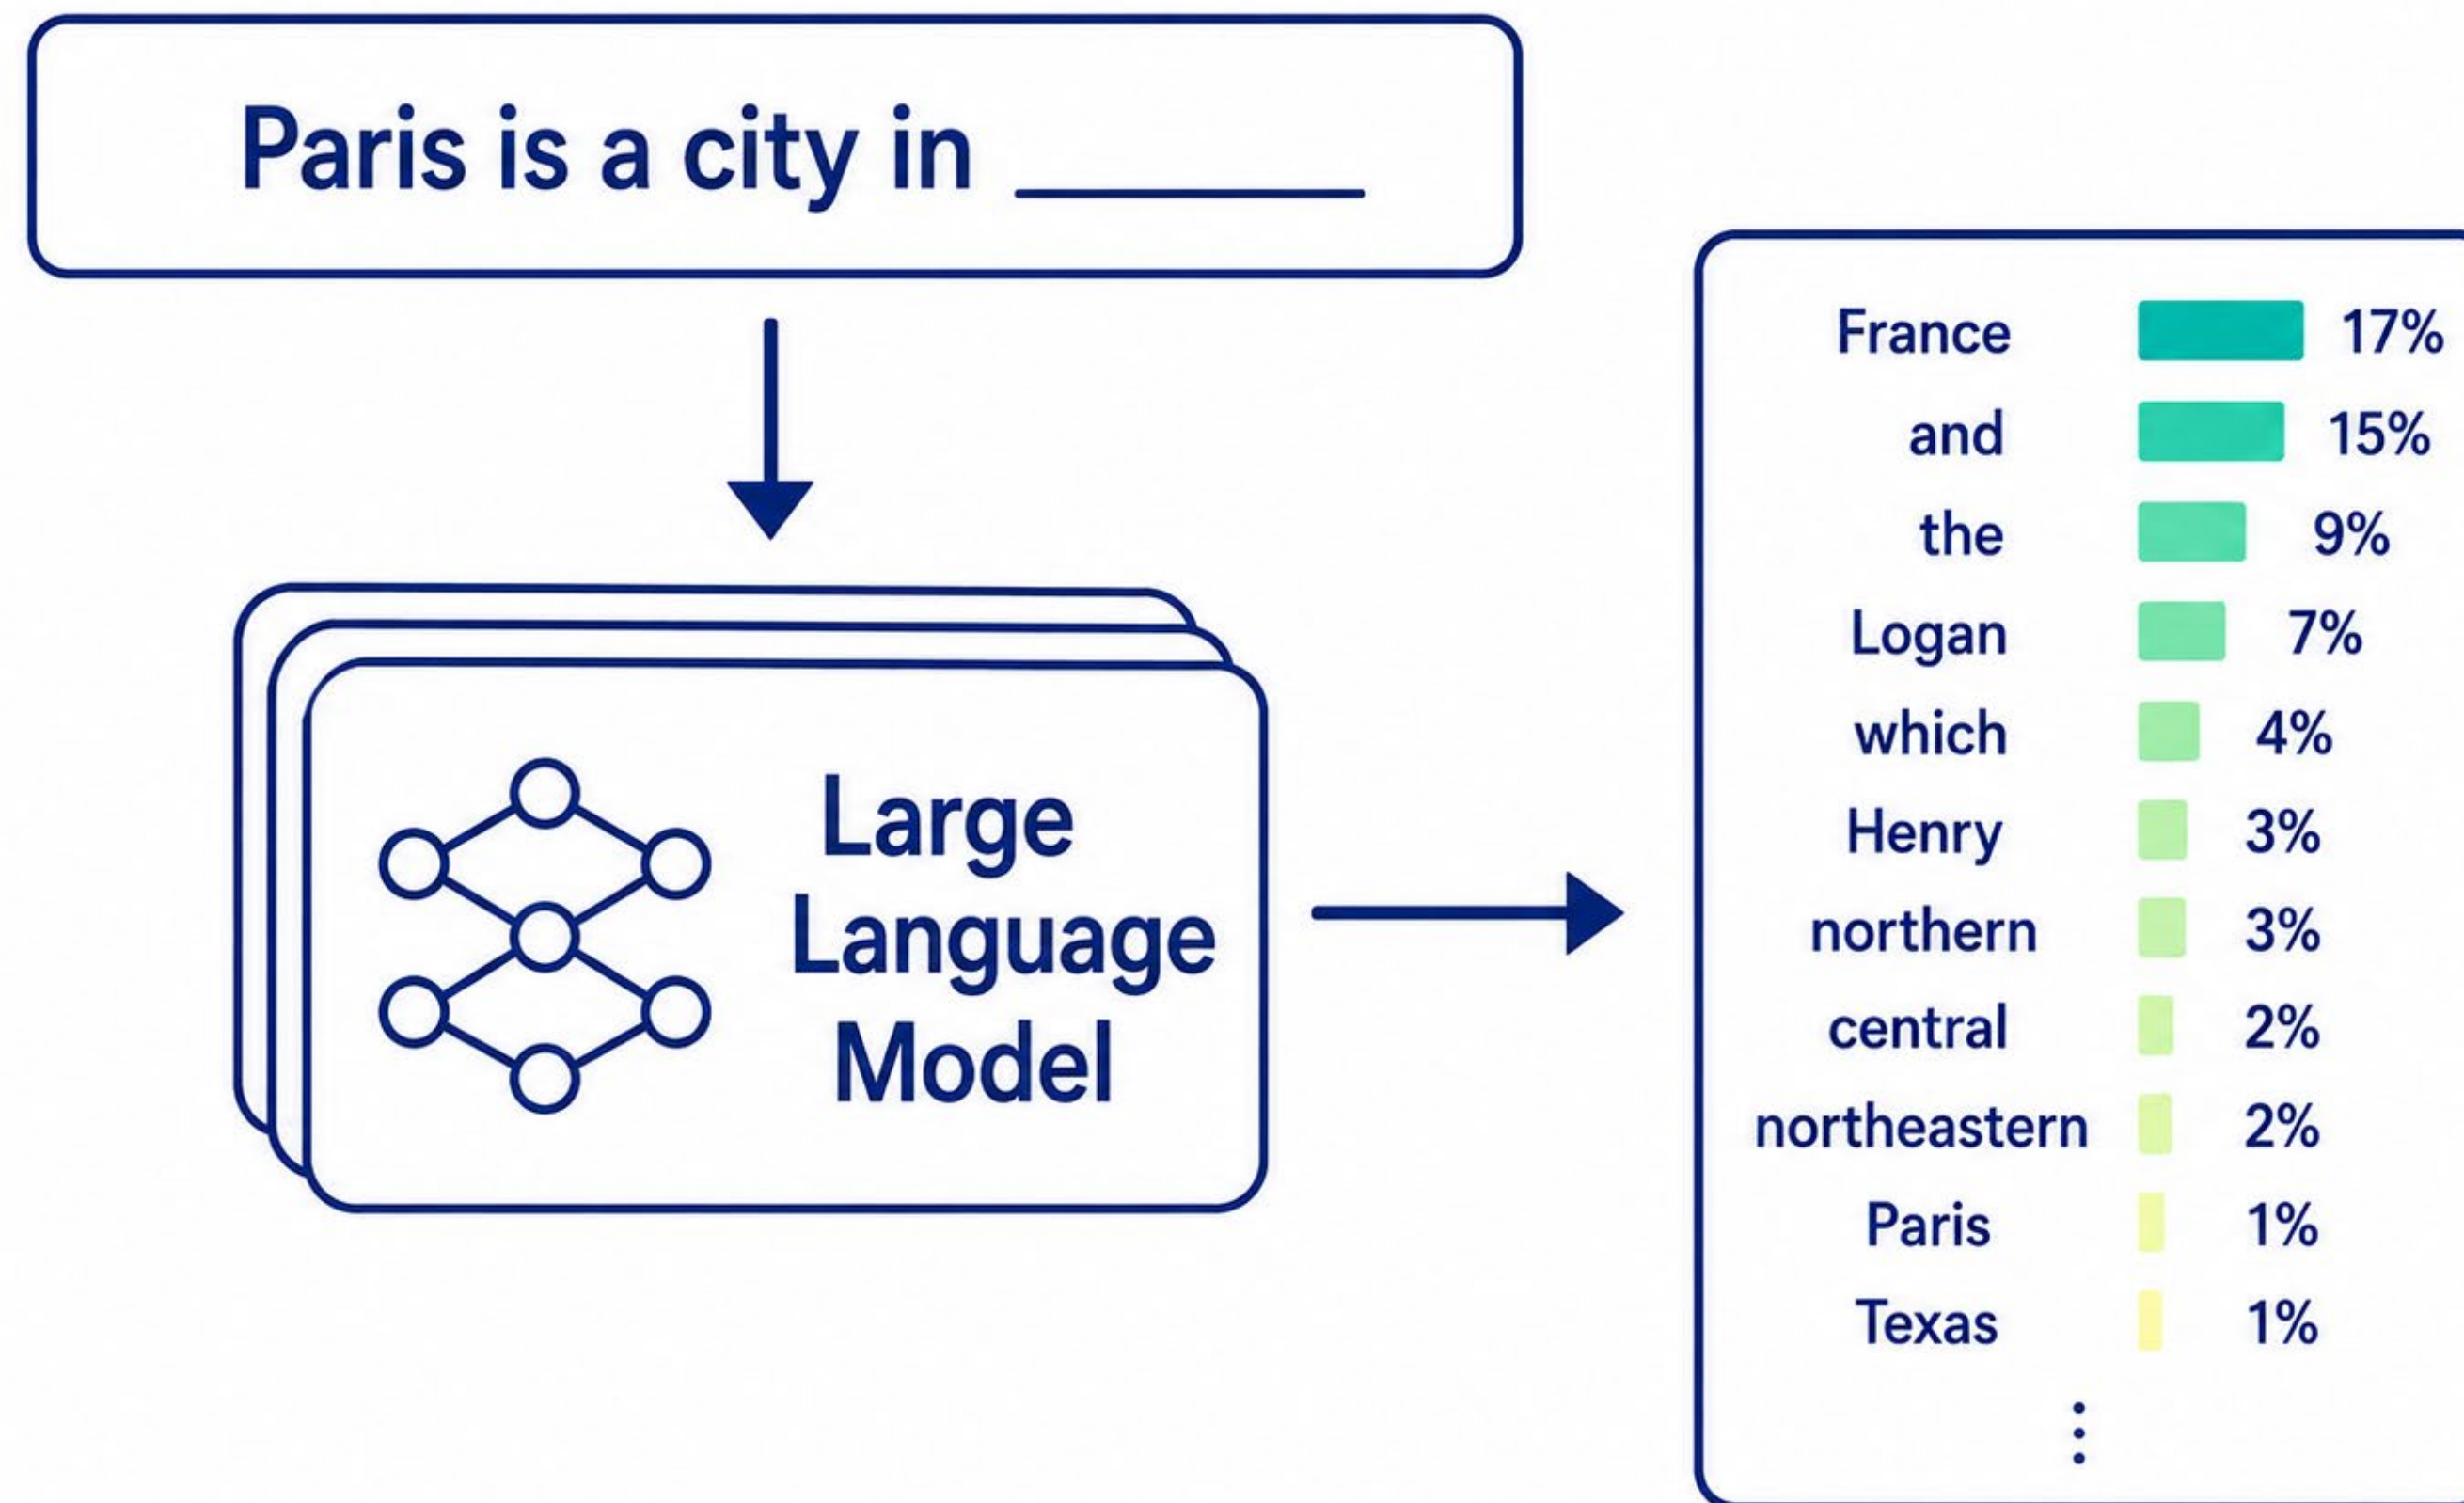 Paris is a city in ______
Large
Language
Model
France 17%
and 15%
the 9%
Logan 7%
which 4%
Henry 3%
northern 3%
central 2%
northeastern 2%
Paris 1%
Texas 1%
⋮